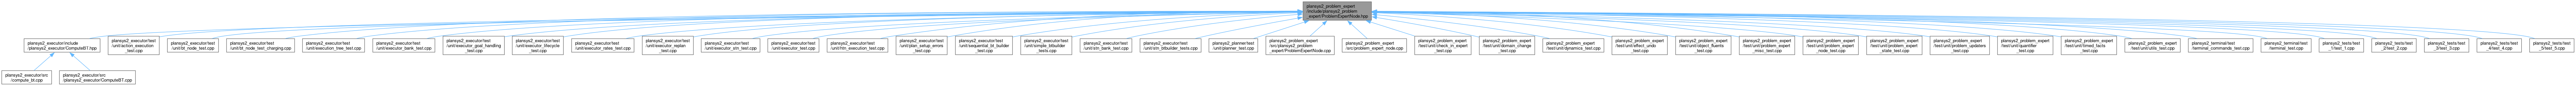 plansys2_problem_expert
/include/plansys2_problem
_expert/ProblemExpertNode.hpp
plansys2_executor/include
/plansys2_executor/ComputeBT.hpp
plansys2_executor/test
/unit/action_execution
_test.cpp
plansys2_executor/test
/unit/bt_node_test.cpp
plansys2_executor/test
/unit/bt_node_test_charging.cpp
plansys2_executor/test
/unit/execution_tree_test.cpp
plansys2_executor/test
/unit/executor_bank_test.cpp
plansys2_executor/test
/unit/executor_goal_handling
_test.cpp
plansys2_executor/test
/unit/executor_lifecycle
_test.cpp
plansys2_executor/test
/unit/executor_rates_test.cpp
plansys2_executor/test
/unit/executor_replan
_test.cpp
plansys2_executor/test
/unit/executor_stn_test.cpp
plansys2_executor/test
/unit/executor_test.cpp
plansys2_executor/test
/unit/htn_execution_test.cpp
plansys2_executor/test
/unit/plan_setup_errors
_test.cpp
plansys2_executor/test
/unit/sequential_bt_builder
_test.cpp
plansys2_executor/test
/unit/simple_btbuilder
_tests.cpp
plansys2_executor/test
/unit/stn_bank_test.cpp
plansys2_executor/test
/unit/stn_btbuilder_tests.cpp
plansys2_planner/test
/unit/planner_test.cpp
plansys2_problem_expert
/src/plansys2_problem
_expert/ProblemExpertNode.cpp
plansys2_problem_expert
/src/problem_expert_node.cpp
plansys2_problem_expert
/test/unit/check_in_expert
_test.cpp
plansys2_problem_expert
/test/unit/domain_change
_test.cpp
plansys2_problem_expert
/test/unit/dynamics_test.cpp
plansys2_problem_expert
/test/unit/effect_undo
_test.cpp
plansys2_problem_expert
/test/unit/object_fluents
_test.cpp
plansys2_problem_expert
/test/unit/problem_expert
_misc_test.cpp
plansys2_problem_expert
/test/unit/problem_expert
_node_test.cpp
plansys2_problem_expert
/test/unit/problem_expert
_state_test.cpp
plansys2_problem_expert
/test/unit/problem_updaters
_test.cpp
plansys2_problem_expert
/test/unit/quantifier
_test.cpp
plansys2_problem_expert
/test/unit/timed_facts
_test.cpp
plansys2_problem_expert
/test/unit/utils_test.cpp
plansys2_terminal/test
/terminal_commands_test.cpp
plansys2_terminal/test
/terminal_test.cpp
plansys2_tests/test
_1/test_1.cpp
plansys2_tests/test
_2/test_2.cpp
plansys2_tests/test
_3/test_3.cpp
plansys2_tests/test
_4/test_4.cpp
plansys2_tests/test
_5/test_5.cpp
plansys2_executor/src
/compute_bt.cpp
plansys2_executor/src
/plansys2_executor/ComputeBT.cpp